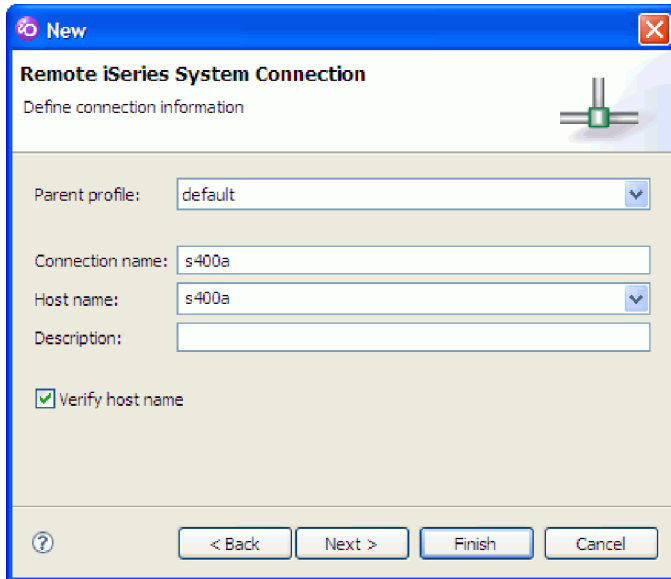 New
Remote iSeries System Connection
Define connection information
Parent profile: default
Connection name: s400a
Host name: s400a
Description:
Verify host name
? < Back Next > Finish Cancel